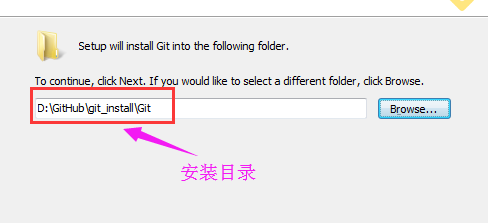 Setup will install Git into the following folder.
To continue, click Next. If you would like to select a different folder, click Browse.
D:\GitHub\git_install\Git
Browse...
安装目录